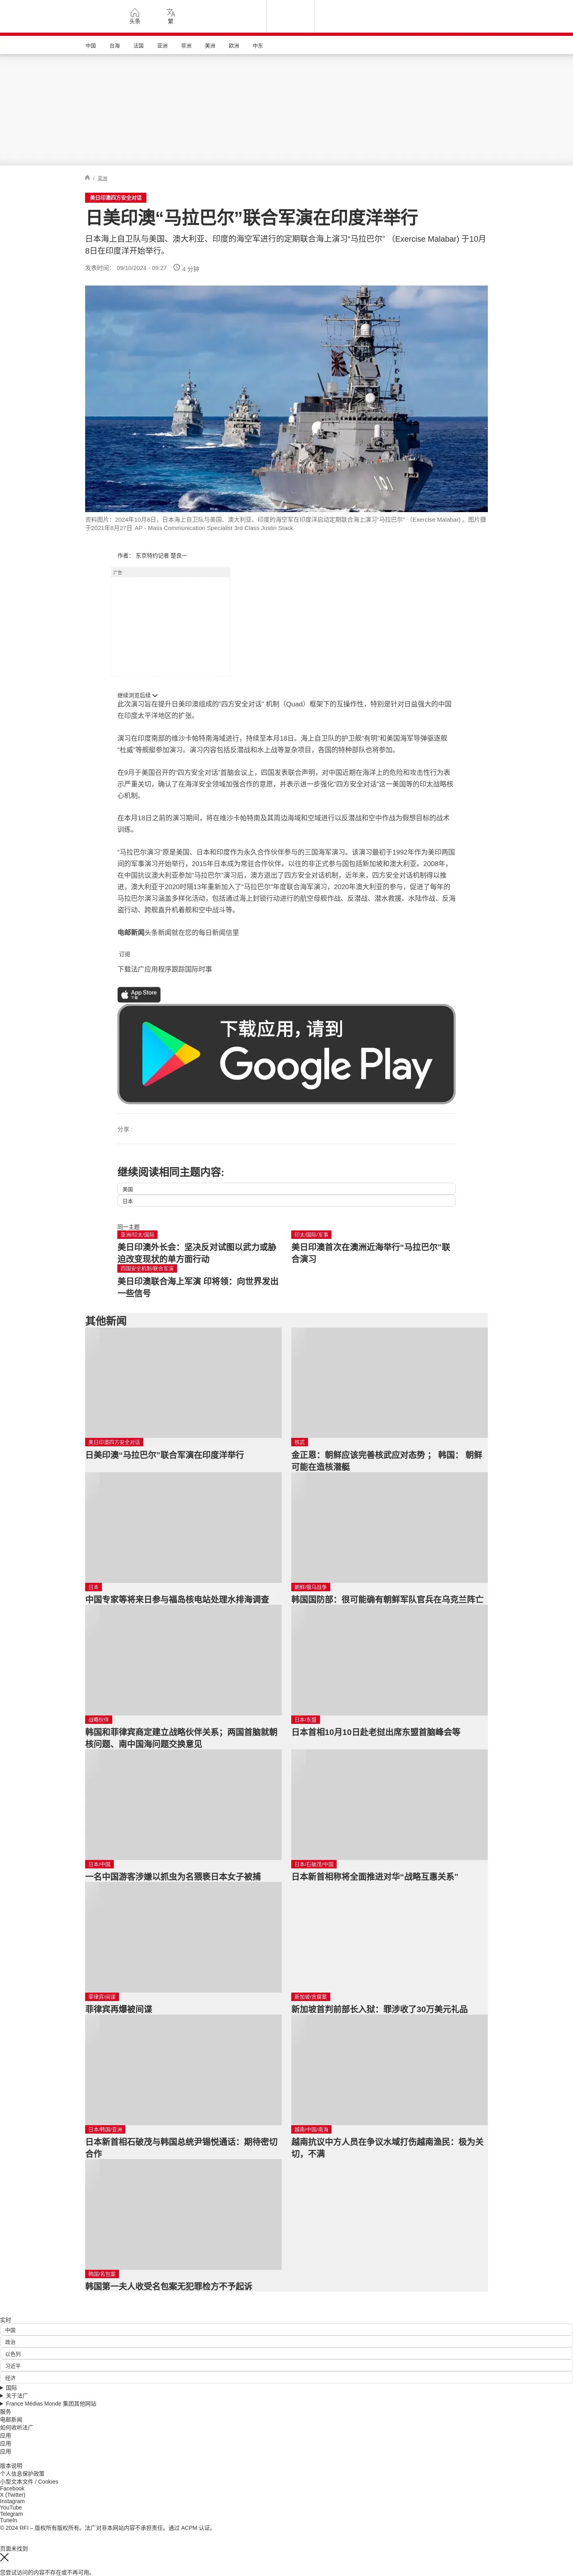 头条
繁
中国 台海 法国 亚洲 非洲 美洲 欧洲 中东
/ 亚洲
美日印澳四方安全对话
日美印澳“马拉巴尔”联合军演在印度洋举行
日本海上自卫队与美国、澳大利亚、印度的海空军进行的定期联合海上演习“马拉巴尔” （Exercise Malabar) 于10月
8日在印度洋开始举行。
发表时间： 09/10/2024 - 09:27 4 分钟
101
资料图片：2024年10月8日，日本海上自卫队与美国、澳大利亚、印度的海空军在印度洋启动定期联合海上演习“马拉巴尔” （Exercise Malabar) 。图片摄
于2021年8月27日 AP - Mass Communication Specialist 3rd Class Justin Stack
作者： 东京特约记者 楚良一
广告
继续浏览后续
此次演习旨在提升日美印澳组成的“四方安全对话” 机制（Quad）框架下的互操作性，特别是针对日益强大的中国
在印度太平洋地区的扩张。
演习在印度南部的维沙卡帕特南海域进行，持续至本月18日。海上自卫队的护卫舰“有明”和美国海军导弹驱逐舰
“杜威”等舰艇参加演习。演习内容包括反潜战和水上战等复杂项目，各国的特种部队也将参加。
在9月于美国召开的“四方安全对话”首脑会议上，四国发表联合声明，对中国近期在海洋上的危险和攻击性行为表
示严重关切，确认了在海洋安全领域加强合作的意愿，并表示进一步强化“四方安全对话”这一美国等的印太战略核
心机制。
在本月18日之前的演习期间，将在维沙卡帕特南及其周边海域和空域进行以反潜战和空中作战为假想目标的战术
训练。
“马拉巴尔演习”原是美国、日本和印度作为永久合作伙伴参与的三国海军演习。该演习最初于1992年作为美印两国
间的军事演习开始举行，2015年日本成为常驻合作伙伴。以往的非正式参与国包括新加坡和澳大利亚。2008年，
在中国抗议澳大利亚参加“马拉巴尔”演习后，澳方退出了四方安全对话机制，近年来，四方安全对话机制得以推
进，澳大利亚于2020时隔13年重新加入了“马拉巴尔”年度联合海军演习，2020年澳大利亚的参与，促进了每年的
马拉巴尔演习涵盖多样化活动，包括通过海上封锁行动进行的航空母舰作战、反潜战、潜水救援、水陆作战、反海
盗行动、跨舰直升机着舰和空中战斗等。
电邮新闻头条新闻就在您的每日新闻信里
订阅
下载法广应用程序跟踪国际时事
App Store
下载
下载应用，请到
Google Play
分享 :
继续阅读相同主题内容:
美国
日本
同一主题
亚洲/印太/国际
美日印澳外长会：坚决反对试图以武力或胁
迫改变现状的单方面行动
印太/国际/军事
美日印澳首次在澳洲近海举行“马拉巴尔”联
合演习
四国安全机制/联合军演
美日印澳联合海上军演 印将领：向世界发出
一些信号
其他新闻
美日印澳四方安全对话
日美印澳“马拉巴尔”联合军演在印度洋举行
核武
金正恩：朝鲜应该完善核武应对态势 ； 韩国： 朝鲜
可能在造核潜艇
日本
中国专家等将来日参与福岛核电站处理水排海调查
朝鲜/俄乌战争
韩国国防部：很可能确有朝鲜军队官兵在乌克兰阵亡
战略伙伴
韩国和菲律宾商定建立战略伙伴关系；两国首脑就朝
核问题、南中国海问题交换意见
日本/东盟
日本首相10月10日赴老挝出席东盟首脑峰会等
日本/中国
一名中国游客涉嫌以抓虫为名猥亵日本女子被捕
日本/石破茂/中国
日本新首相称将全面推进对华“战略互惠关系”
菲律宾/间谍
菲律宾再爆被间谍
新加坡/贪腐案
新加坡首判前部长入狱：罪涉收了30万美元礼品
日本/韩国/亚洲
日本新首相石破茂与韩国总统尹锡悦通话：期待密切
合作
越南/中国/南海
越南抗议中方人员在争议水域打伤越南渔民：极为关
切，不满
韩国/名包案
韩国第一夫人收受名包案无犯罪检方不予起诉
实时
中国
政治
以色列
习近平
经济
国际
关于法广
France Médias Monde 集团其他网站
服务
电邮新闻
如何收听法广
应用
应用
应用
版本说明
个人信息保护政策
小型文本文件 / Cookies
Facebook
X (Twitter)
Instagram
YouTube
Telegram
TuneIn
© 2024 RFI – 版权所有版权所有。法广对非本网站内容不承担责任。通过 ACPM 认证。
页面未找到
您尝试访问的内容不存在或不再可用。